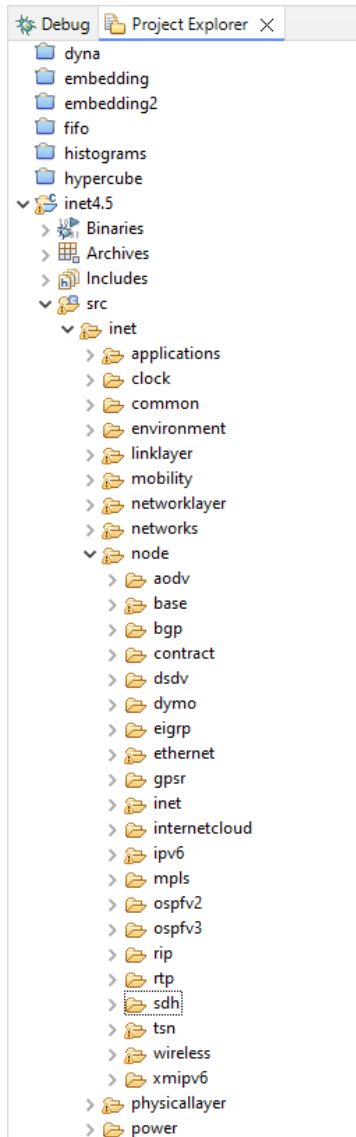 Debug Project Explorer
dyna
embedding
embedding2
fifo
histograms
hypercube
inet4.5
Binaries
Archives
Includes
src
inet
applications
clock
common
environment
linklayer
mobility
networklayer
networks
node
aodv
base
bgp
contract
dsdv
dymo
eigrp
ethernet
gpsr
inet
internetcloud
ipv6
mpls
ospfv2
ospfv3
rip
rtp
sdh
tsn
wireless
xmipv6
physicallayer
power